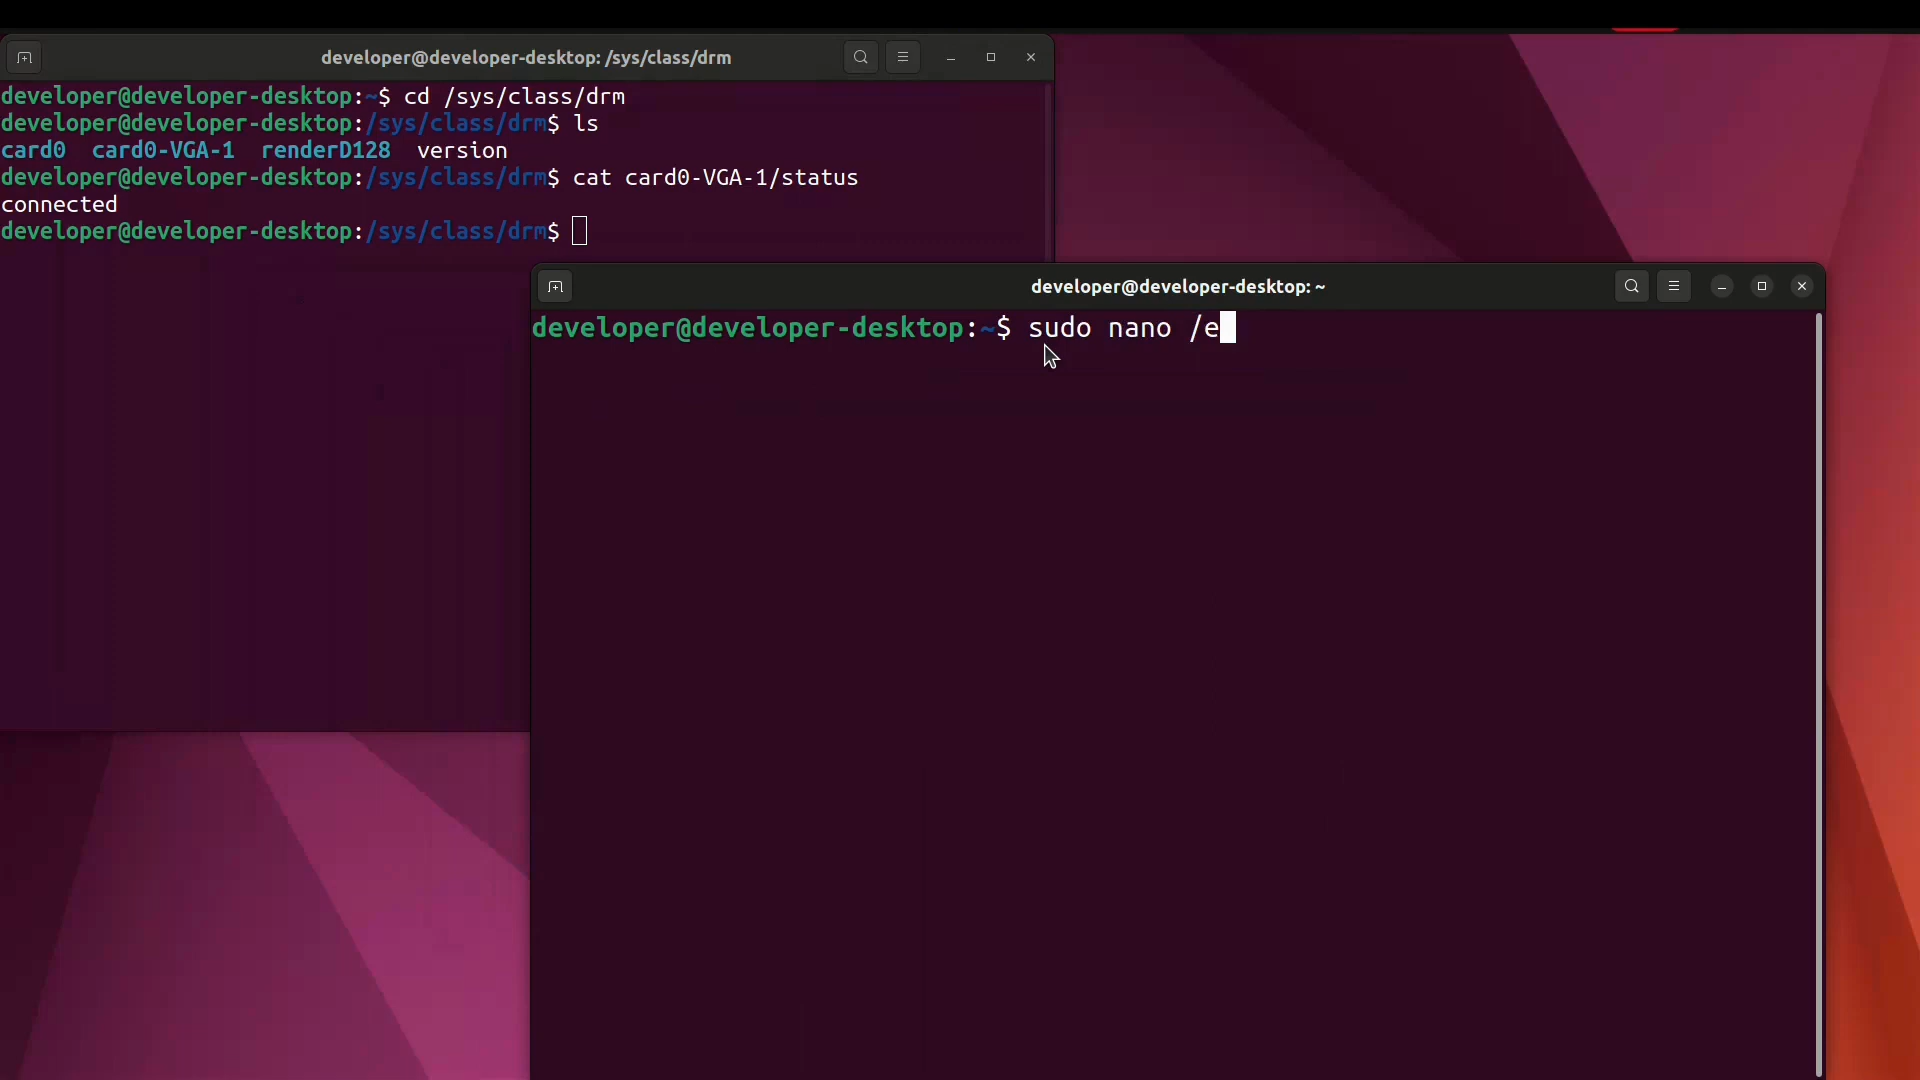 developer@developer-desktop: /sys/class/drm
developer@developer-desktop:~$ cd /sys/class/drm
developer@developer-desktop:/sys/class/drm$ ls
card0  card0-VGA-1  renderD128  version
developer@developer-desktop:/sys/class/drm$ cat card0-VGA-1/status
connected
developer@developer-desktop:/sys/class/drm$
developer@developer-desktop: ~
developer@developer-desktop:~$ sudo nano /e